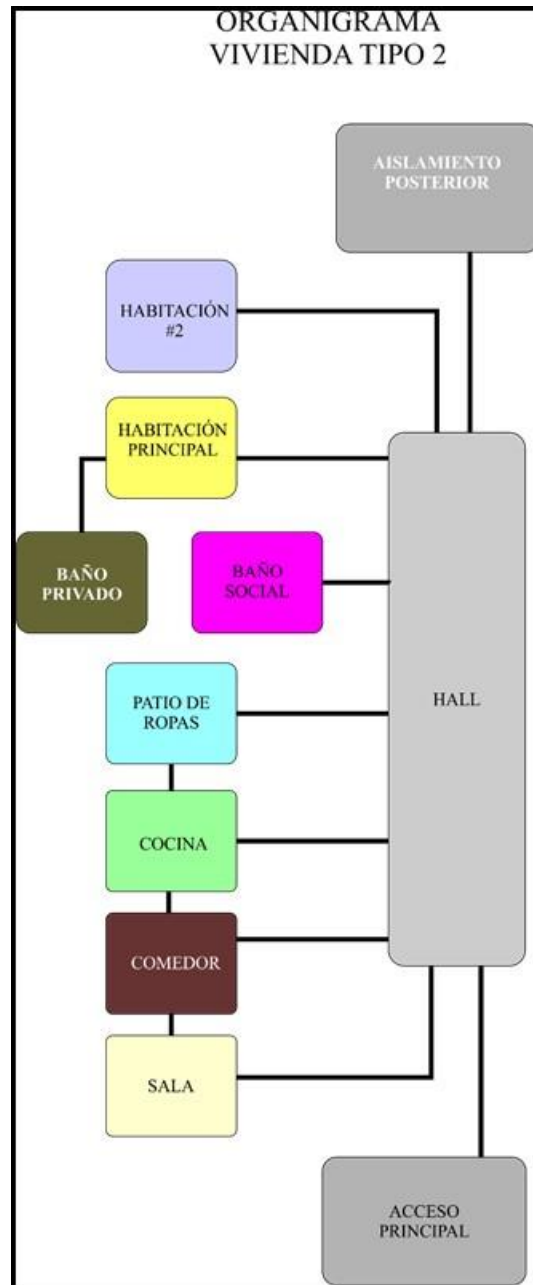 ORGANIGRAMA
VIVIENDA TIPO 2
AISLAMIENTO
POSTERIOR
HABITACIÓN
#2
HABITACIÓN
PRINCIPAL
BAÑO
PRIVADO
BAÑO
SOCIAL
PATIO DE
ROPAS
HALL
COCINA
COMEDOR
SALA
ACCESO
PRINCIPAL